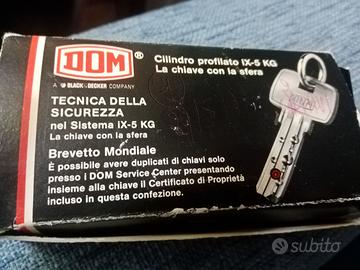 DOM®
A BLACK & DECKER COMPANY
Cilindro profilato iX-5 KG
La chiave con la sfera
TECNICA DELLA
SICUREZZA
nel Sistema iX-5 KG
La chiave con la sfera
Brevetto Mondiale
È possibile avere duplicati di chiavi solo
presso i DOM Service Center presentando
insieme alla chiave il Certificato di Proprietà
incluso in questa confezione.
subito